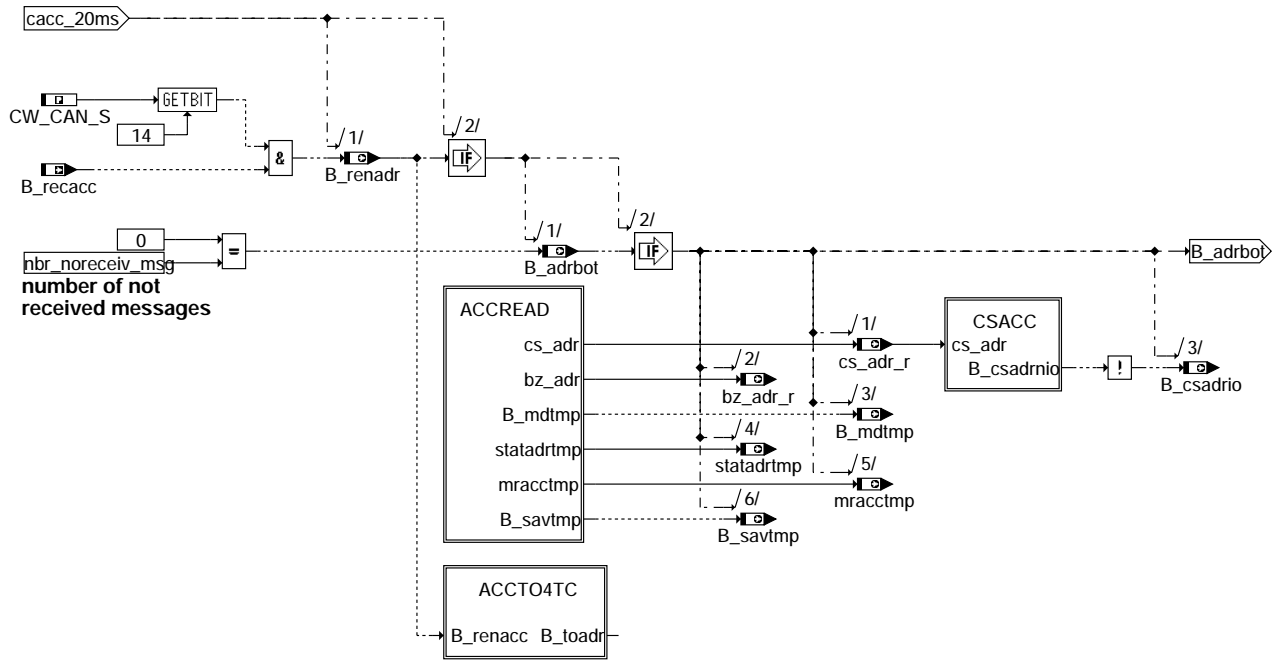 cacc_20ms
CW_CAN_S
GETBIT
14
/2/
/1/
&
IF
B_recacc
B_renadr
/1/
/2/
0
=
IF
B_adrbot
B_adrbot
nbr_noreceiv_msg
number of not
received messages
ACCREAD
CSACC
/1/
cs_adr
cs_adr
/3/
cs_adr_r
B_csadrnio
!
/2/
bz_adr
B_csadrio
bz_adr_r
/3/
B_mdtmp
B_mdtmp
/4/
statadrtmp
statadrtmp
/5/
mracctmp
mracctmp
/6/
B_savtmp
B_savtmp
ACCTO4TC
B_renacc B_toadr